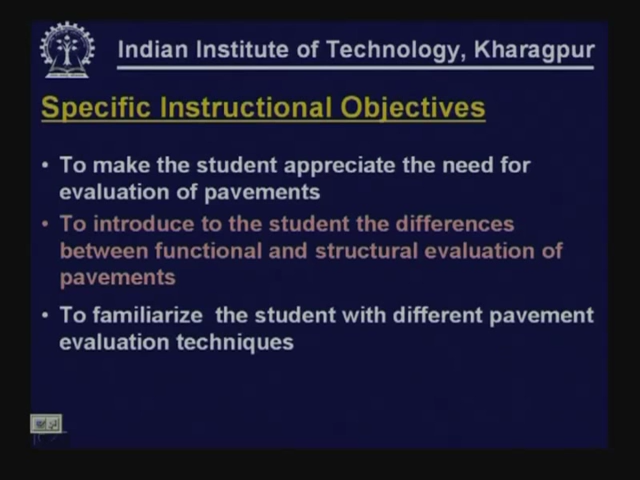 Indian Institute of Technology, Kharagpur
Specific Instructional Objectives
• To make the student appreciate the need for
evaluation of pavements
• To introduce to the student the differences
between functional and structural evaluation of
pavements
• To familiarize the student with different pavement
evaluation techniques